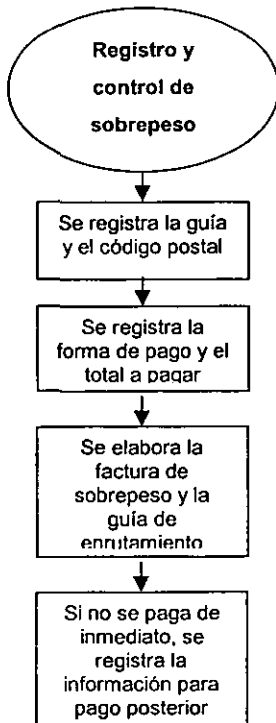 Registro y
control de
sobrepeso
Se registra la guía
y el código postal
Se registra la
forma de pago y el
total a pagar
Se elabora la
factura de
sobrepeso y la
guía de
enrutamiento
Si no se paga de
inmediato, se
registra la
información para
pago posterior